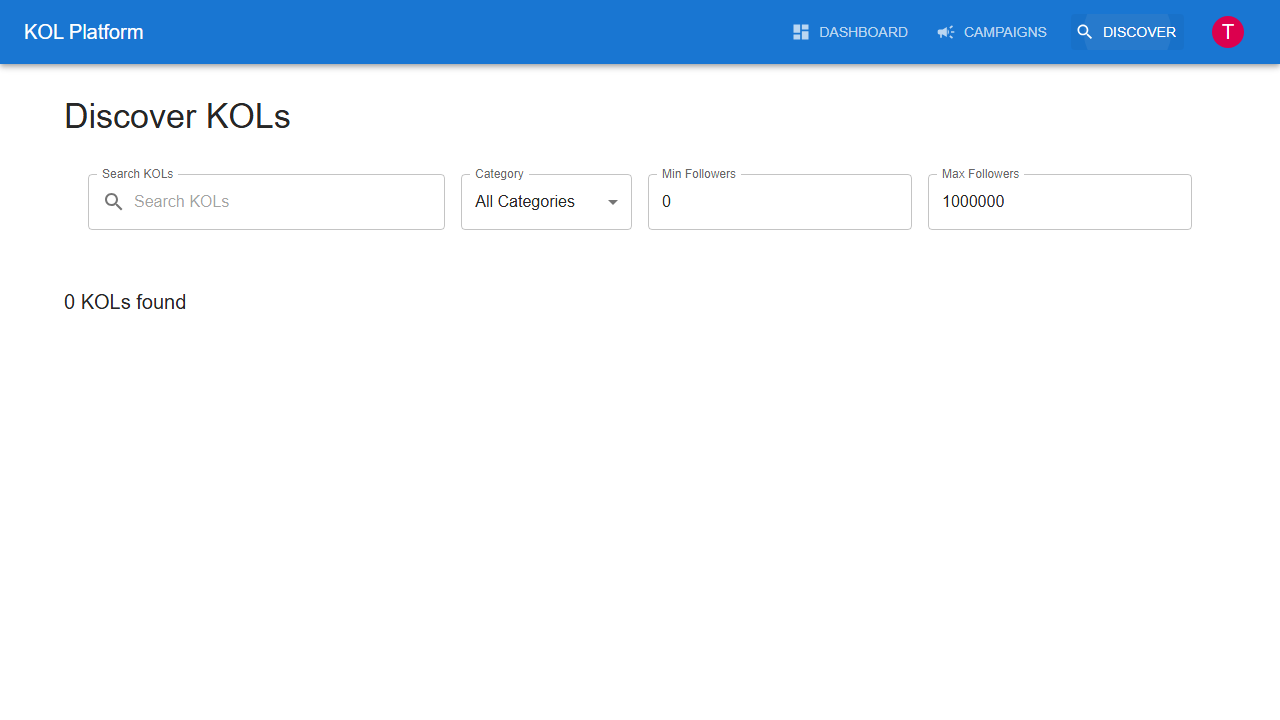 KOL Platform
DASHBOARD
CAMPAIGNS
DISCOVER
T
Discover KOLs
Search KOLs
Category
Min Followers
Max Followers
Search KOLs
All Categories
0
1000000
0 KOLs found